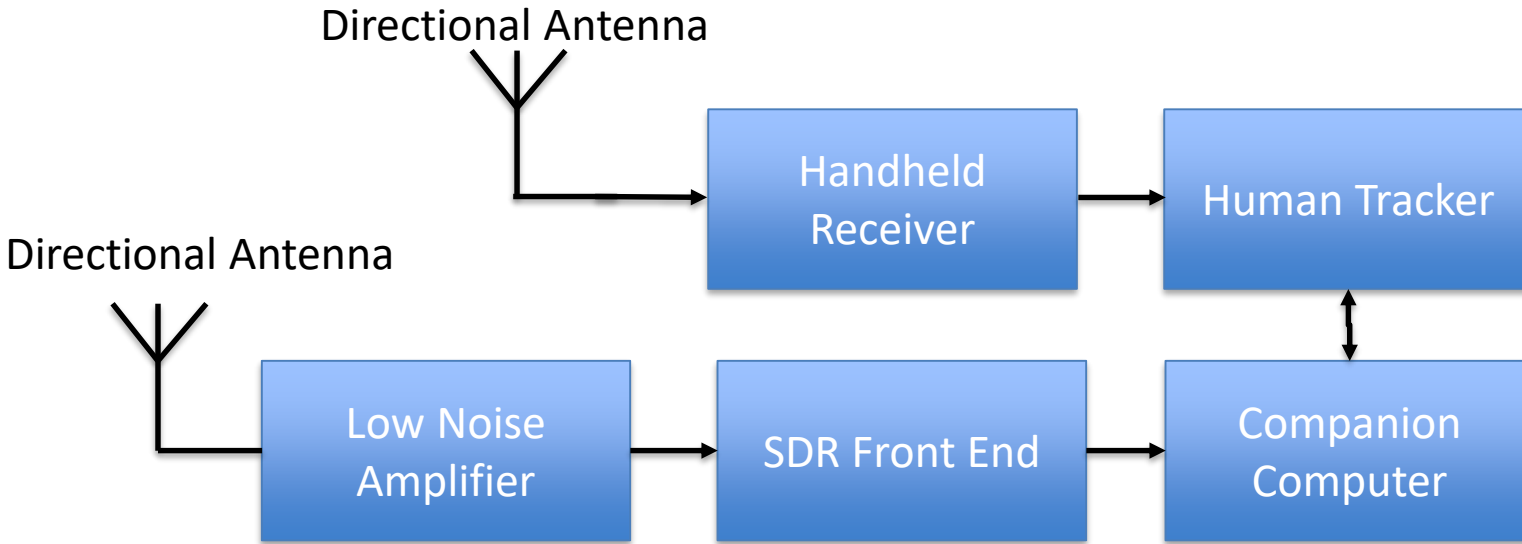 Directional Antenna
Handheld
Receiver
Human Tracker
Directional Antenna
Low Noise
Amplifier
SDR Front End
Companion
Computer